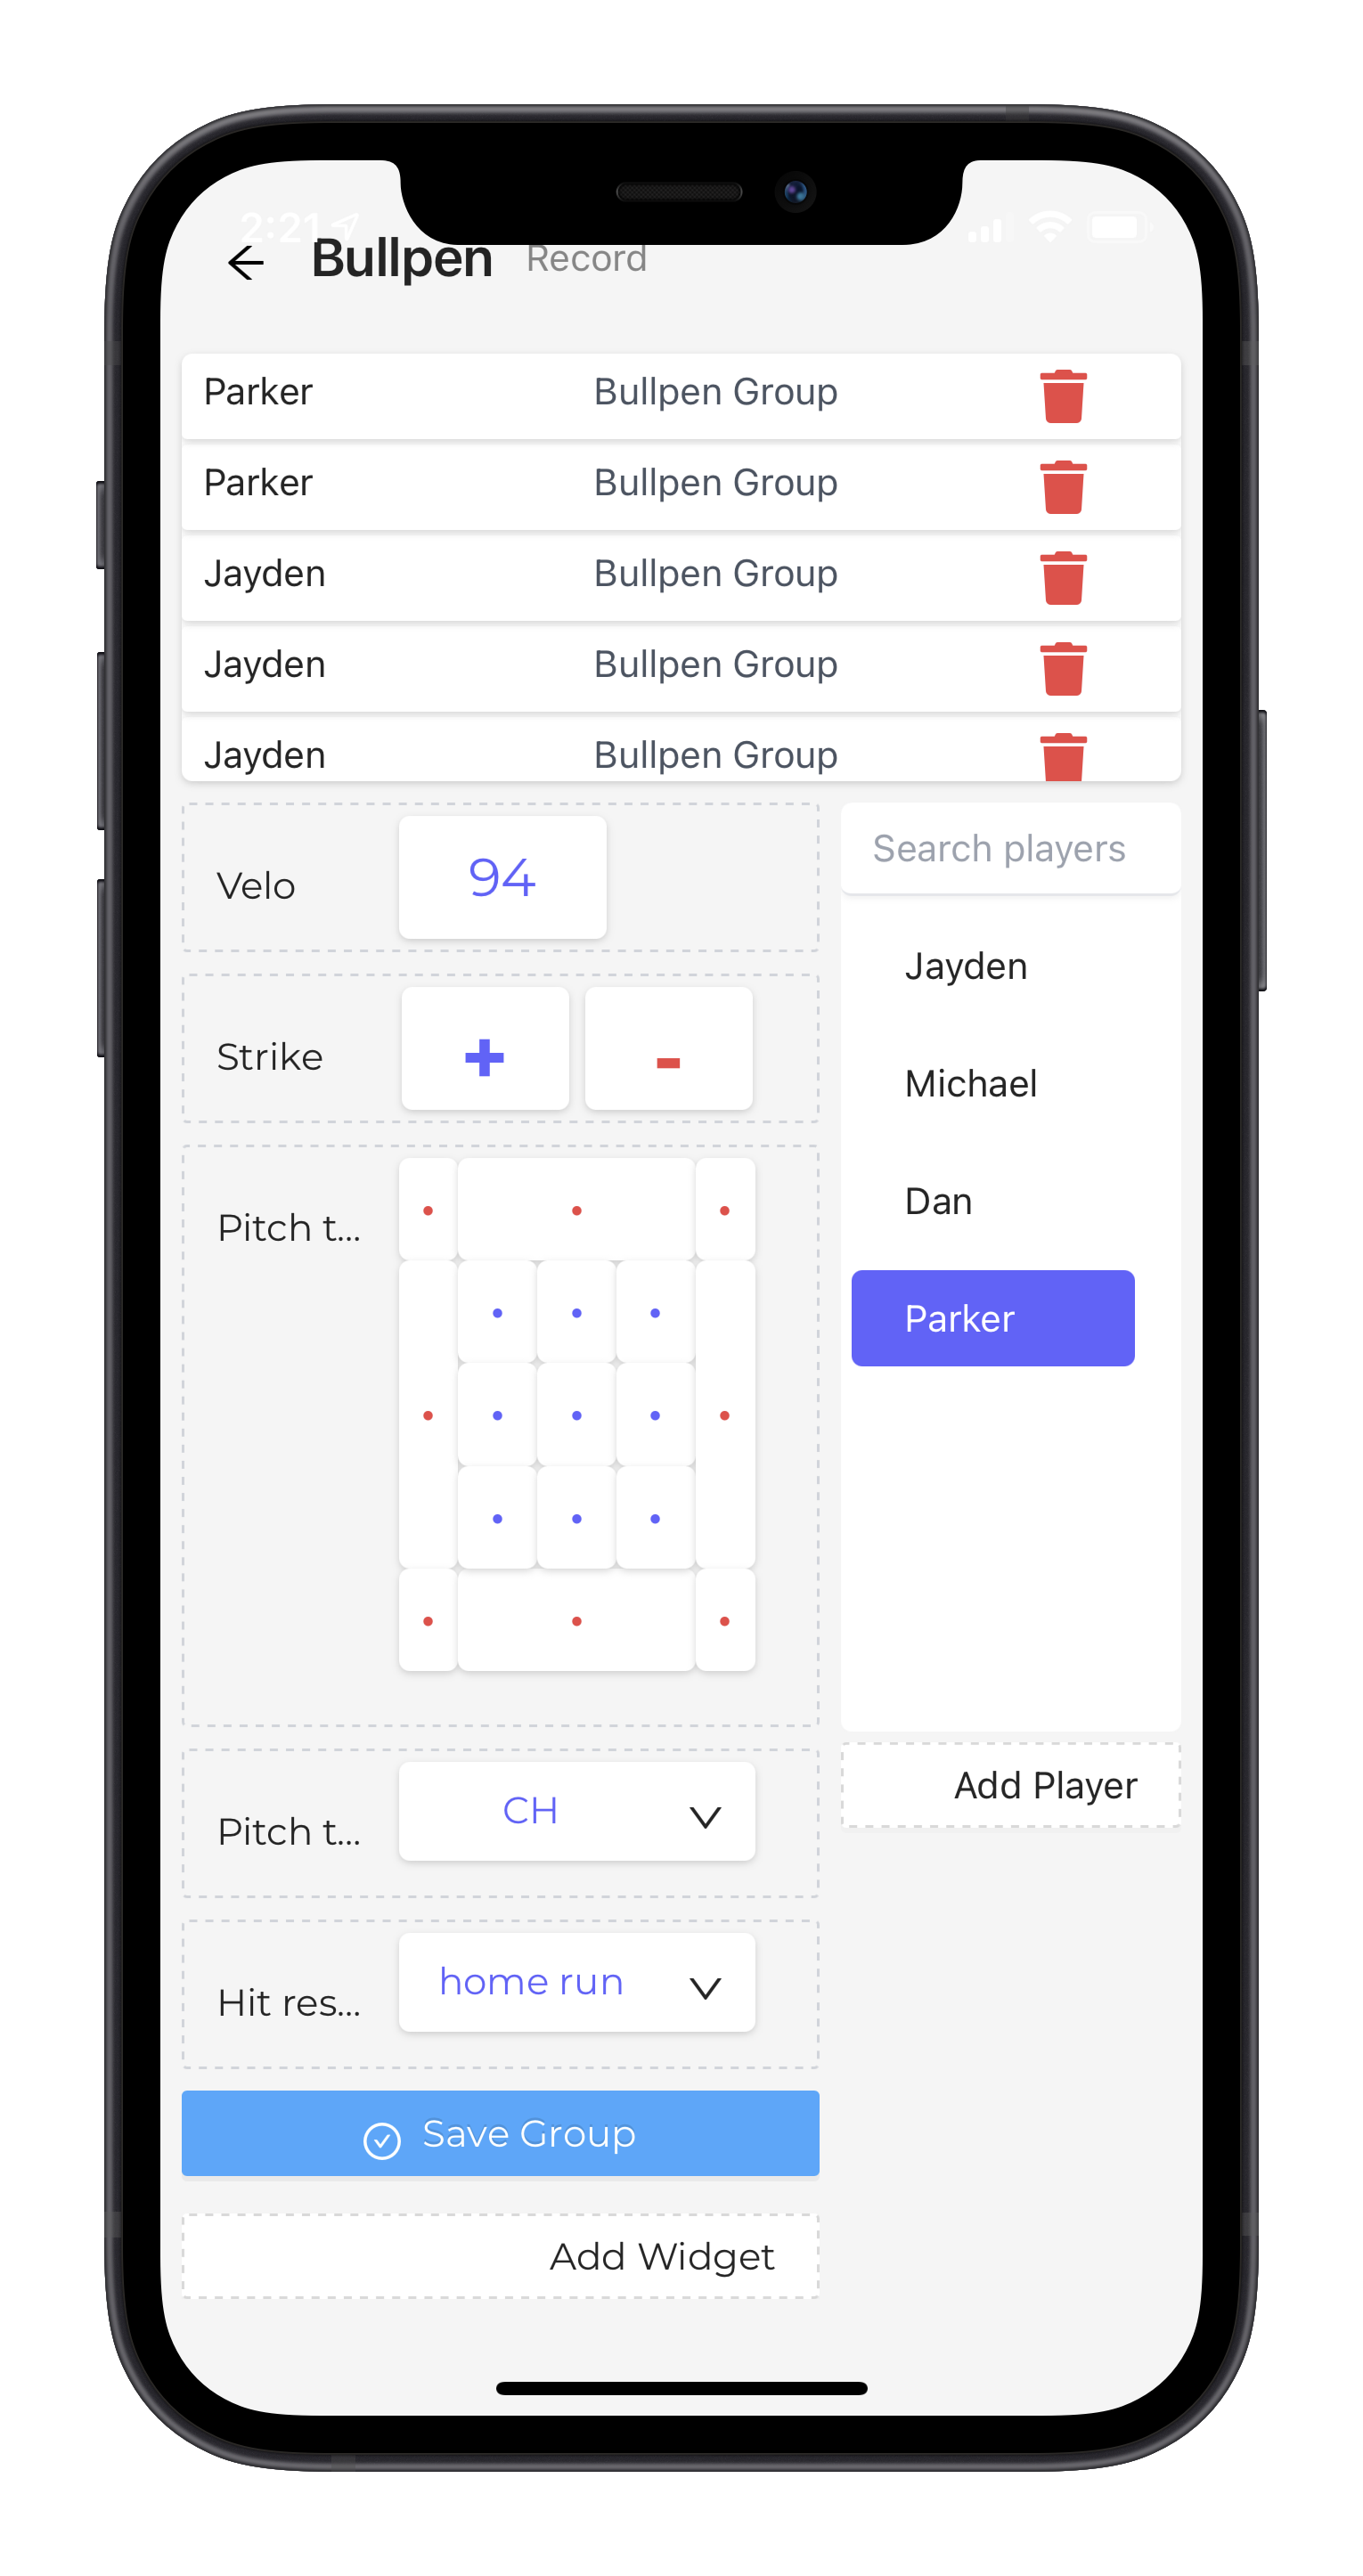 2:21
Bullpen Record
Parker Bullpen Group
Parker Bullpen Group
Jayden Bullpen Group
Jayden Bullpen Group
Jayden Bullpen Group
Velo 94
Search players
Jayden
Strike + -
Michael
Dan
Pitch t...
Parker
Add Player
Pitch t... CH
Hit res... home run
Save Group
Add Widget